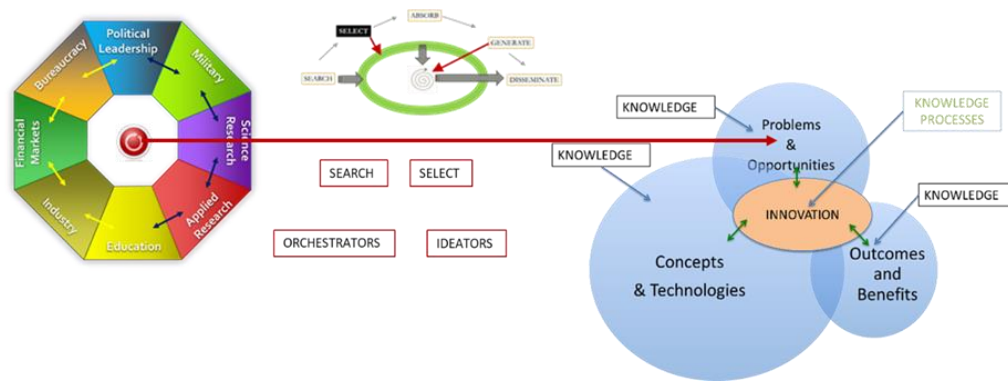 Political
Leadership
Military
Science
Research
Applied
Research
Education
Industry
Financial
Markets
Bureaucracy
ABSORB
SELECT
GENERATE
SEARCH
DISSEMINATE
SEARCH
SELECT
ORCHESTRATORS
IDEATORS
KNOWLEDGE
KNOWLEDGE
PROCESSES
Problems
&
Opportunities
KNOWLEDGE
KNOWLEDGE
INNOVATION
Concepts
& Technologies
Outcomes
and
Benefits